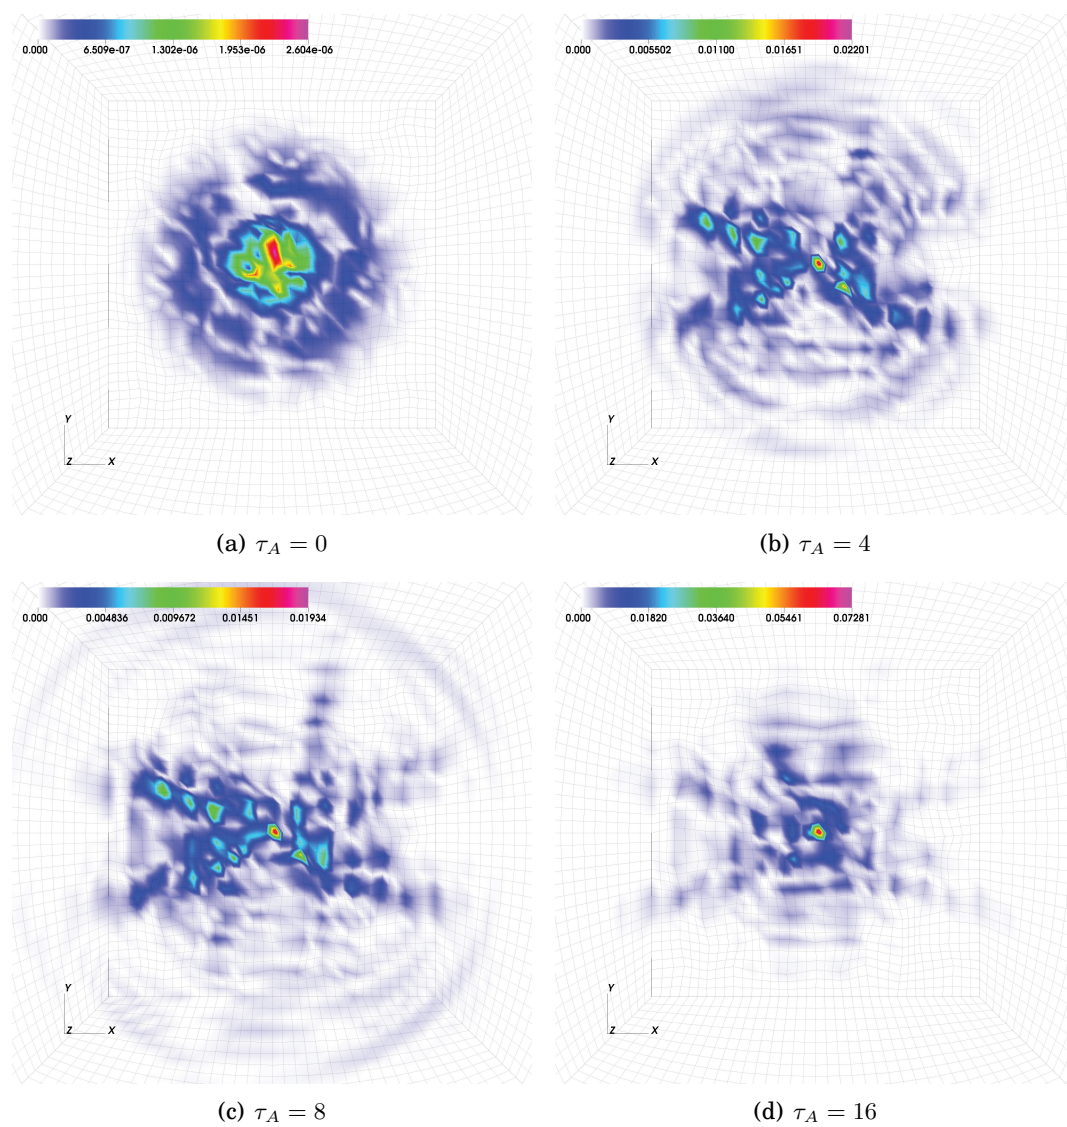 0.000 6.509e-07 1.302e-06 1.953e-06 2.604e-06
Y
Z X
(a) τ_A = 0
0.000 0.005502 0.01100 0.01651 0.02201
Y
Z X
(b) τ_A = 4
0.000 0.004836 0.009672 0.01451 0.01934
Y
Z X
(c) τ_A = 8
0.000 0.01820 0.03640 0.05461 0.07281
Y
Z X
(d) τ_A = 16